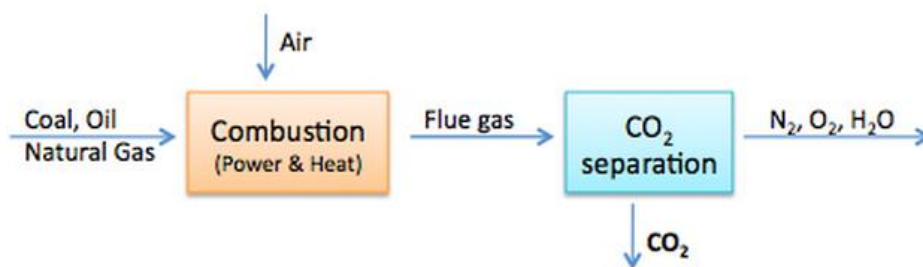 Air
Coal, Oil
Natural Gas
Combustion
(Power & Heat)
Flue gas
CO₂
separation
N₂, O₂, H₂O
CO₂